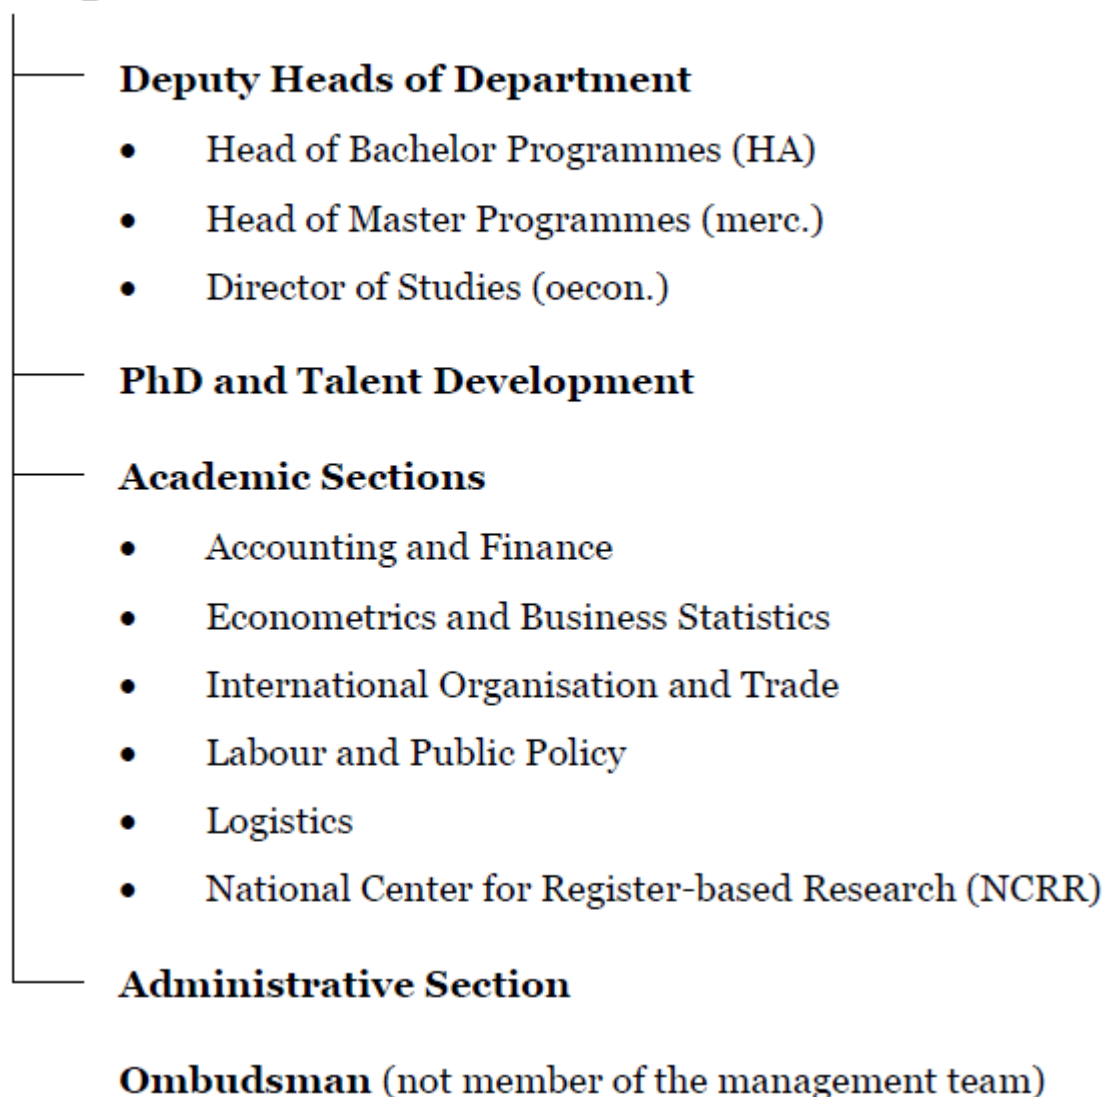 Deputy Heads of Department
• Head of Bachelor Programmes (HA)
• Head of Master Programmes (merc.)
• Director of Studies (oecon.)
PhD and Talent Development
Academic Sections
• Accounting and Finance
• Econometrics and Business Statistics
• International Organisation and Trade
• Labour and Public Policy
• Logistics
• National Center for Register-based Research (NCRR)
Administrative Section
Ombudsman (not member of the management team)